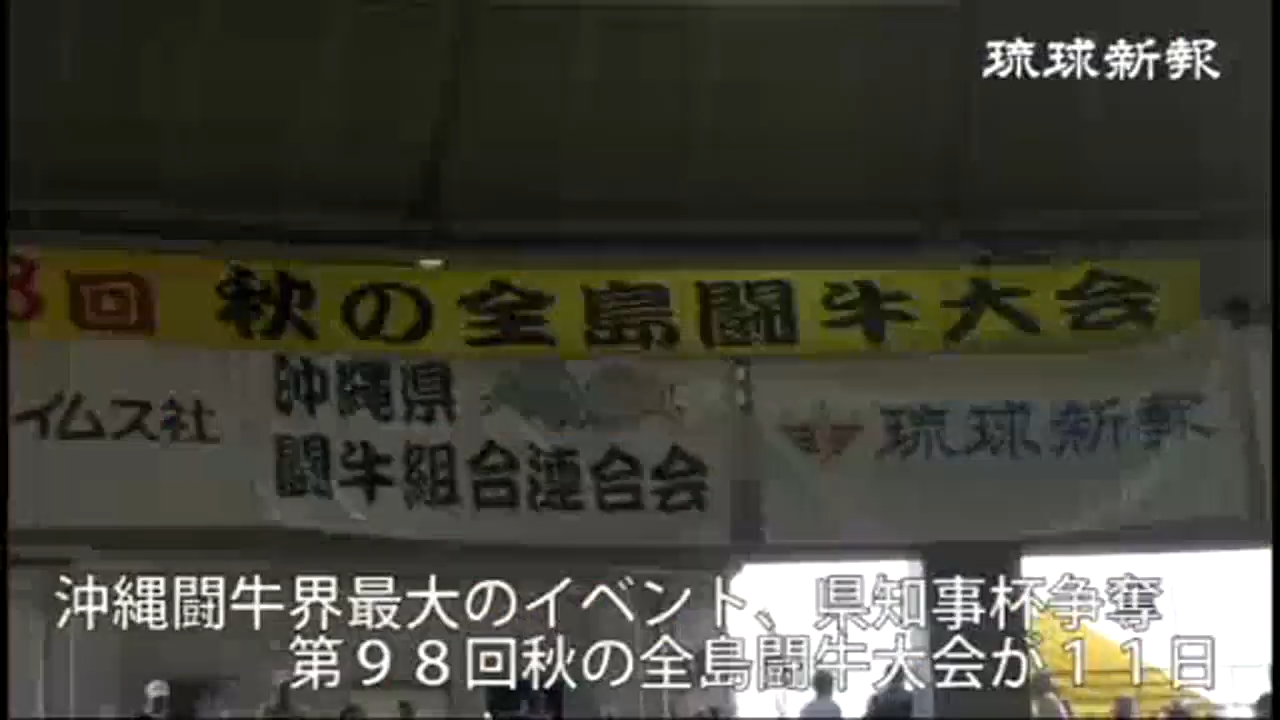 琉球新報
8回 秋の全島闘牛大会
イムス社
沖縄県
闘牛組合連合会
琉球新報
沖縄闘牛界最大のイベント、県知事杯争奪
第９８回秋の全島闘牛大会が１１日